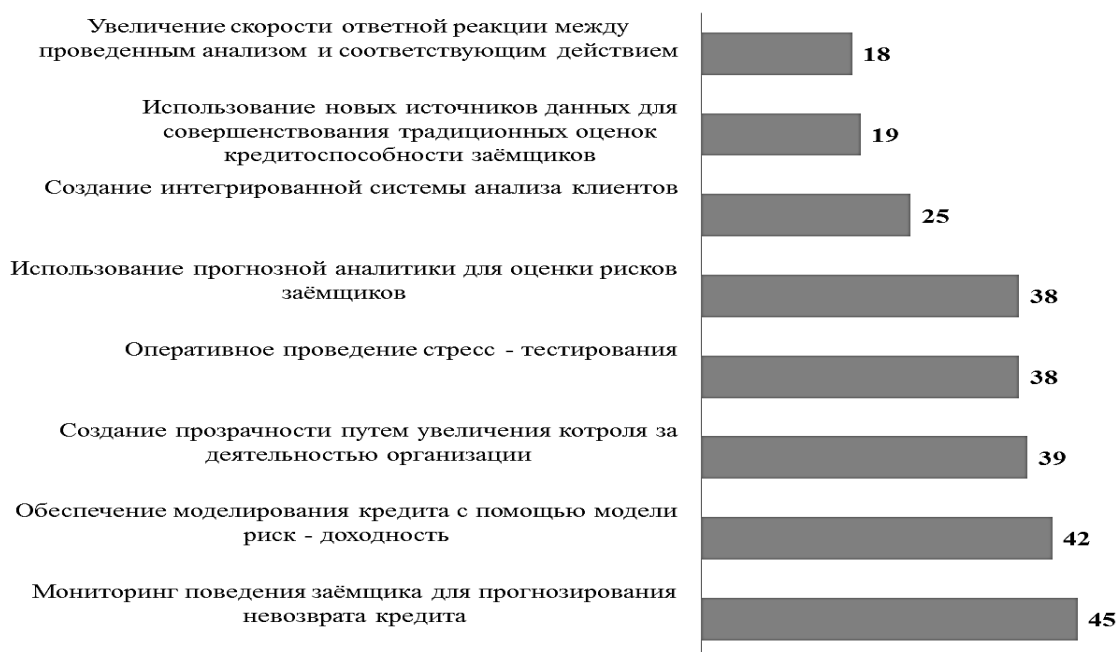 Увеличение скорости ответной реакции между
проведенным анализом и соответствующим действием
18
Использование новых источников данных для
совершенствования традиционных оценок
кредитоспособности заёмщиков
19
Создание интегрированной системы анализа клиентов
25
Использование прогнозной аналитики для оценки рисков
заёмщиков
38
Оперативное проведение стресс - тестирования
38
Создание прозрачности путем увеличения котроля за
деятельностью организации
39
Обеспечение моделирования кредита с помощью модели
риск - доходность
42
Мониторинг поведения заёмщика для прогнозирования
невозврата кредита
45